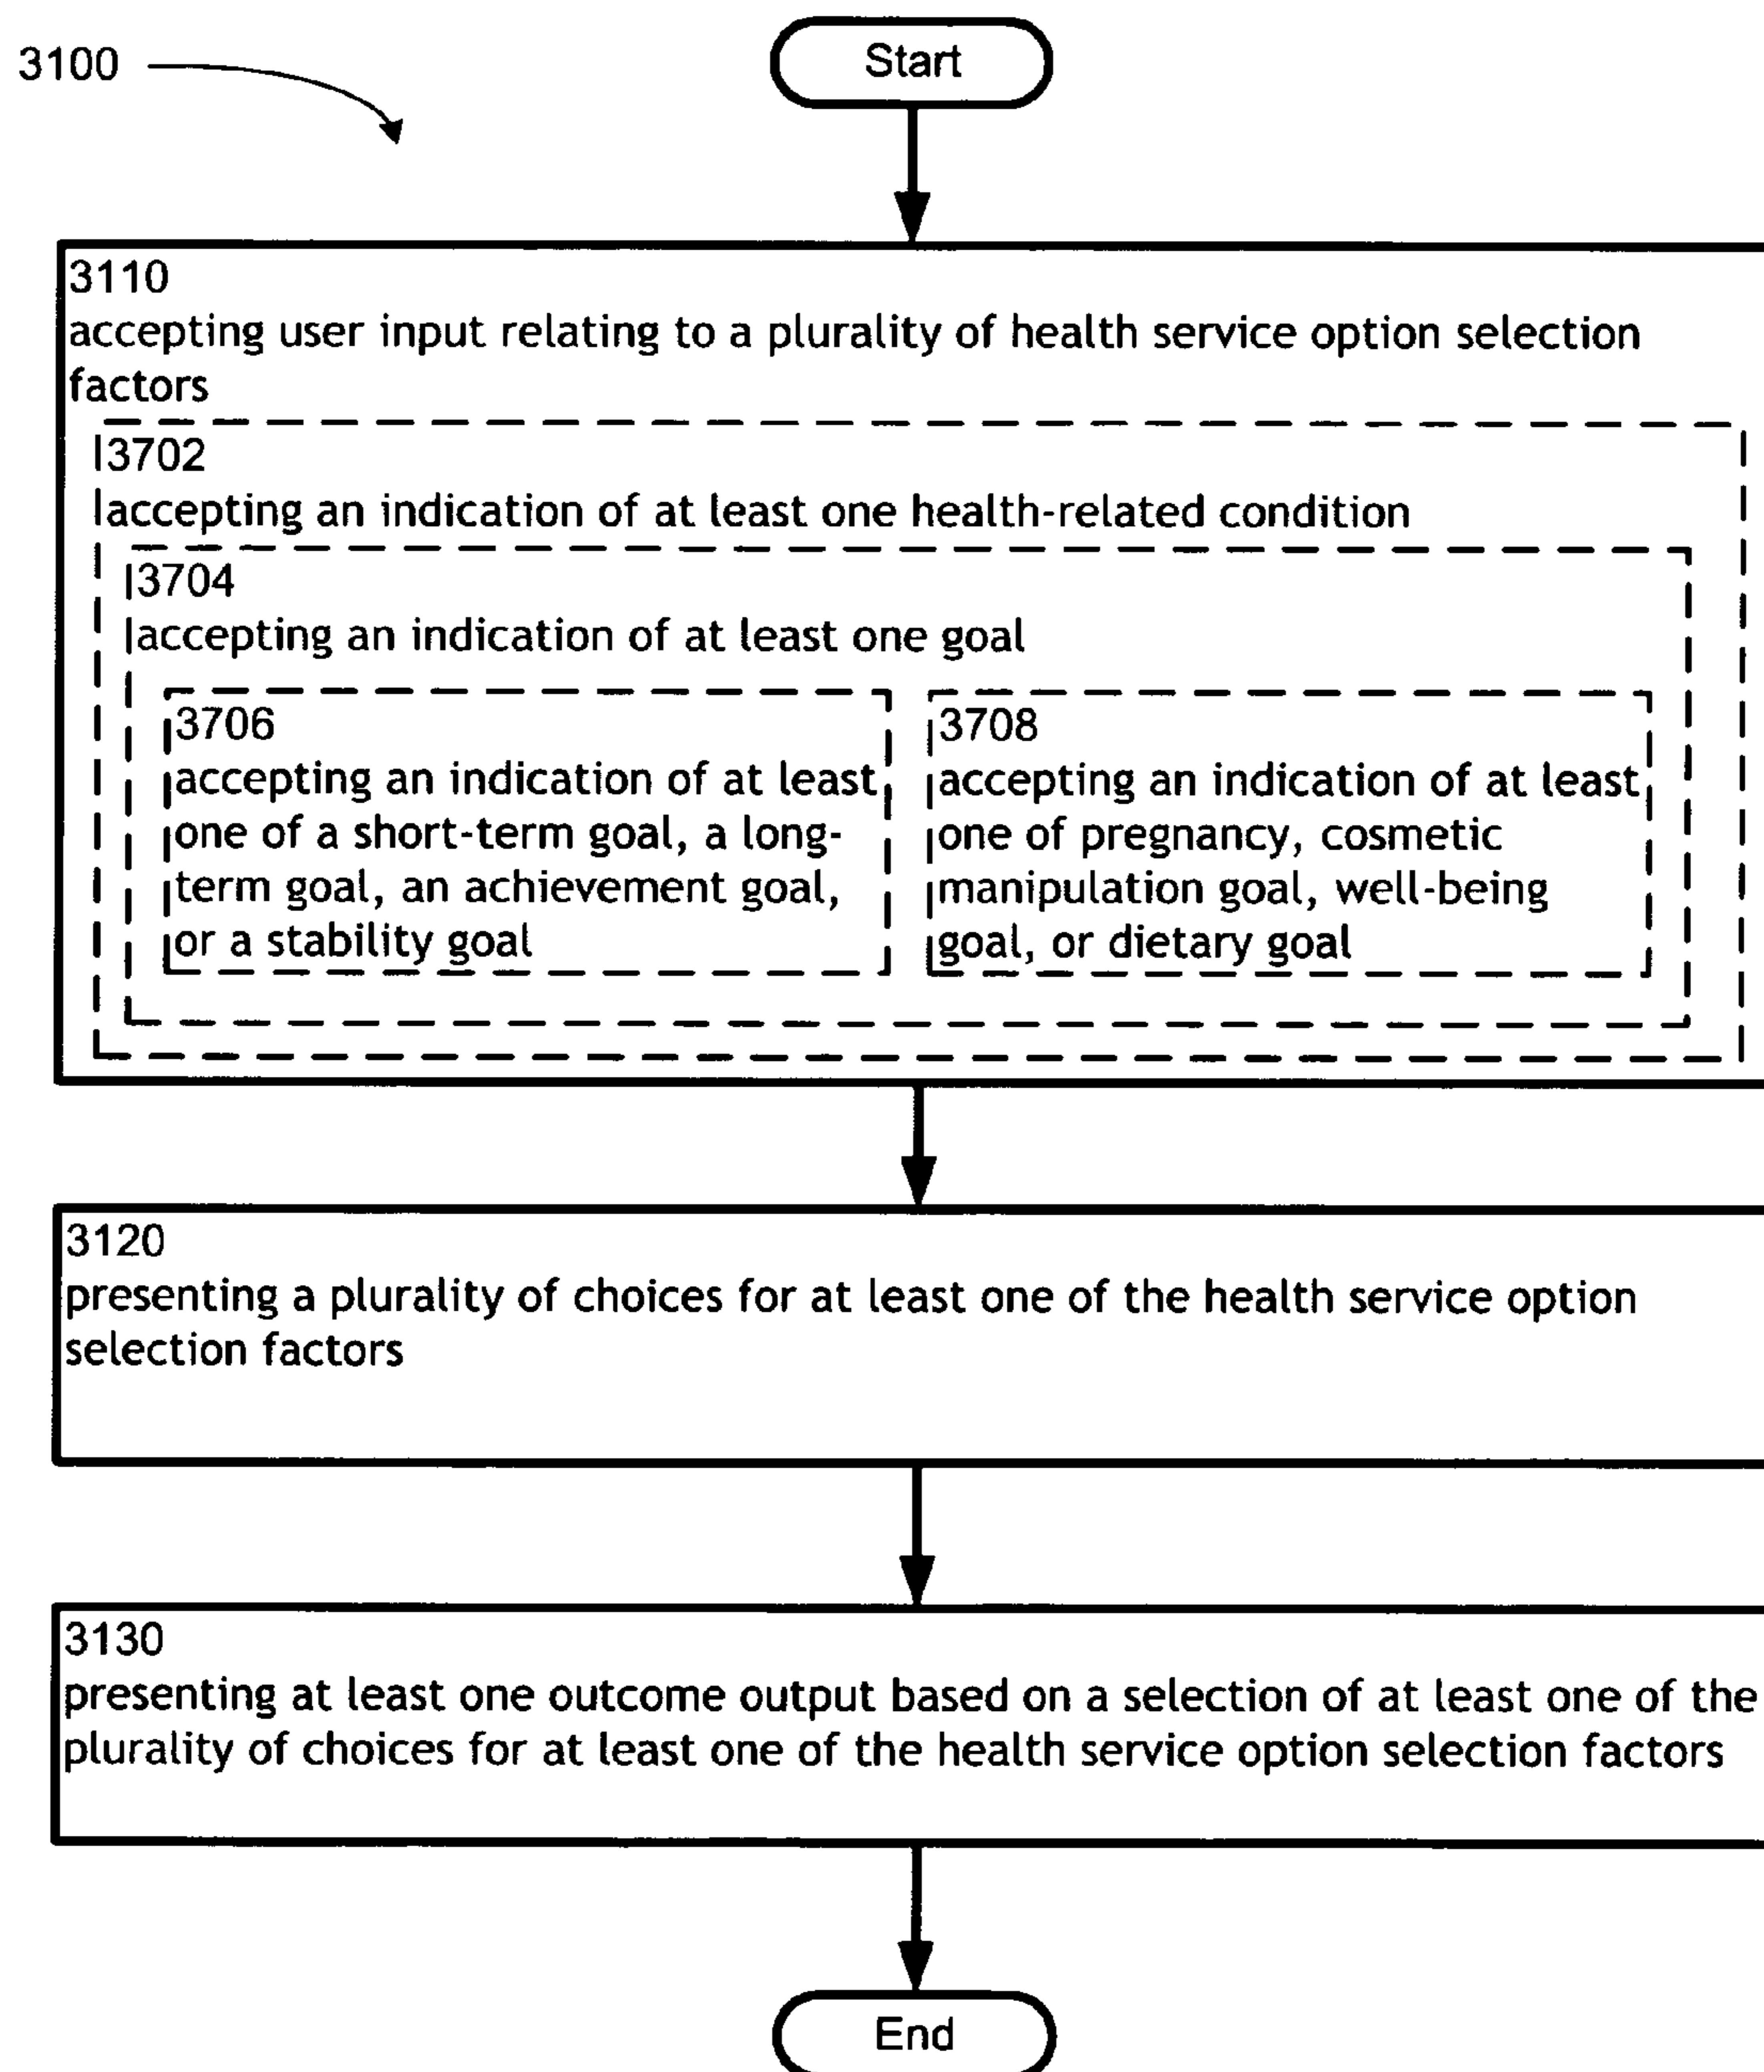 3100
Start
3110
accepting user input relating to a plurality of health service option selection
factors
3702
accepting an indication of at least one health-related condition
3704
accepting an indication of at least one goal
3706
accepting an indication of at least
one of a short-term goal, a long-
term goal, an achievement goal,
or a stability goal
3708
accepting an indication of at least
one of pregnancy, cosmetic
manipulation goal, well-being
goal, or dietary goal
3120
presenting a plurality of choices for at least one of the health service option
selection factors
3130
presenting at least one outcome output based on a selection of at least one of the
plurality of choices for at least one of the health service option selection factors
End